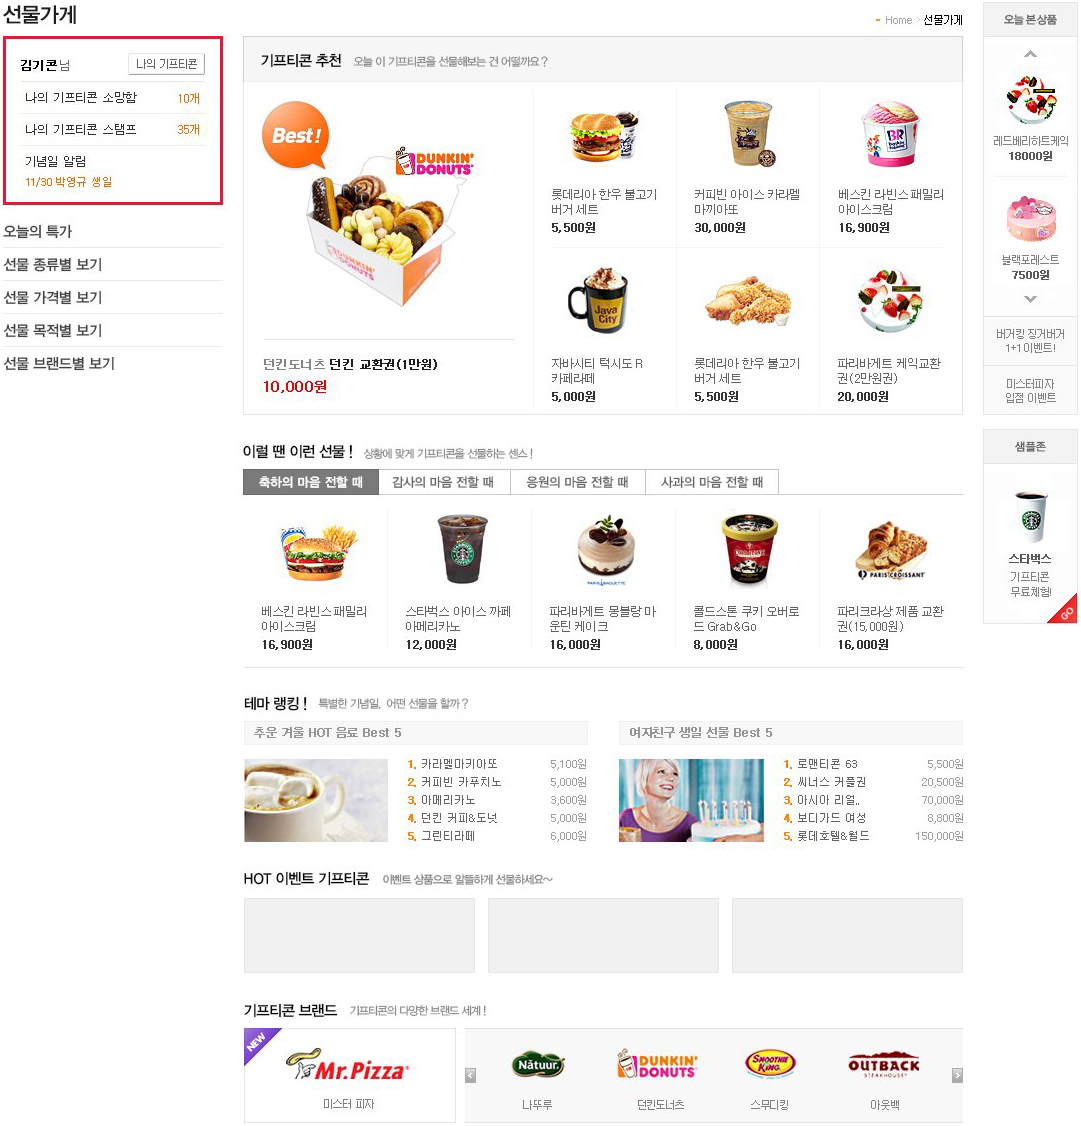 선물가게
Home > 선물가게
김기콘님
나의 기프티콘
나의 기프티콘 소망함 10개
나의 기프티콘 스탬프 35개
기념일 알림
11/30 박영규 생일
오늘의 특가
선물 종류별 보기
선물 가격별 보기
선물 목적별 보기
선물 브랜드별 보기
기프티콘 추천 오늘 이 기프티콘을 선물해보는 건 어떨까요?
Best!
DUNKIN'
DONUTS
DUNKIN'
DONUTS
던킨도너츠 던킨 교환권(1만원)
10,000원
롯데리아 한우 불고기
버거 세트
5,500원
커피빈 아이스 카라멜
마끼아또
30,000원
BR
베스킨 라빈스 패밀리
아이스크림
16,900원
Java
City
자바시티 턱시도 R
카페라떼
5,000원
롯데리아 한우 불고기
버거 세트
5,500원
파리바게트 케익교환
권(2만원권)
20,000원
이럴 땐 이런 선물! 상황에 맞게 기프티콘을 선물하는 센스!
축하의 마음 전할 때
감사의 마음 전할 때
응원의 마음 전할 때
사과의 마음 전할 때
베스킨 라빈스 패밀리
아이스크림
16,900원
스타벅스 아이스 까페
아메리카노
12,000원
PARIS BAGUETTE
파리바게트 몽블랑 마
운틴 케이크
16,000원
콜드스톤 쿠키 오버로
드 Grab&Go
8,000원
PARIS CROISSANT
파리크라상 제품 교환
권(15,000원)
16,000원
테마 랭킹! 특별한 기념일, 어떤 선물을 할까?
추운 겨울 HOT 음료 Best 5
1. 카라멜마키아또 5,100원
2. 커피빈 카푸치노 5,000원
3. 아메리카노 3,600원
4. 던킨 커피&도넛 5,000원
5. 그린티라떼 6,000원
여자친구 생일 선물 Best 5
1. 로맨티콘 63 5,500원
2. 씨너스 커플권 20,500원
3. 아시아 리얼.. 70,000원
4. 보디가드 여성 8,800원
5. 롯데호텔&월드 150,000원
HOT 이벤트 기프티콘 이벤트 상품으로 알뜰하게 선물하세요~
기프티콘 브랜드 기프티콘의 다양한 브랜드 세계!
NEW
Mr.Pizza
미스터 피자
Nâtuur.
나뚜루
DUNKIN'
DONUTS
던킨도너츠
SMOOTHIE
KING
스무디킹
OUTBACK
STEAKHOUSE
아웃백
오늘 본상품
레드베리하트케익
18000원
블랙포레스트
7500원
버거킹 징거버거
1+1 이벤트!
미스터피자
입점 이벤트
샘플존
스타벅스
기프티콘
무료체험!
GO